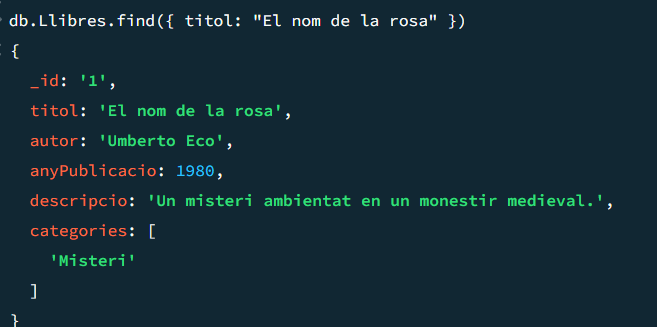 db.Llibres.find({ titol: "El nom de la rosa" })
{
_id: '1',
titol: 'El nom de la rosa',
autor: 'Umberto Eco',
anyPublicacio: 1980,
descripcio: 'Un misteri ambientat en un monestir medieval.',
categories: [
'Misteri'
]
}